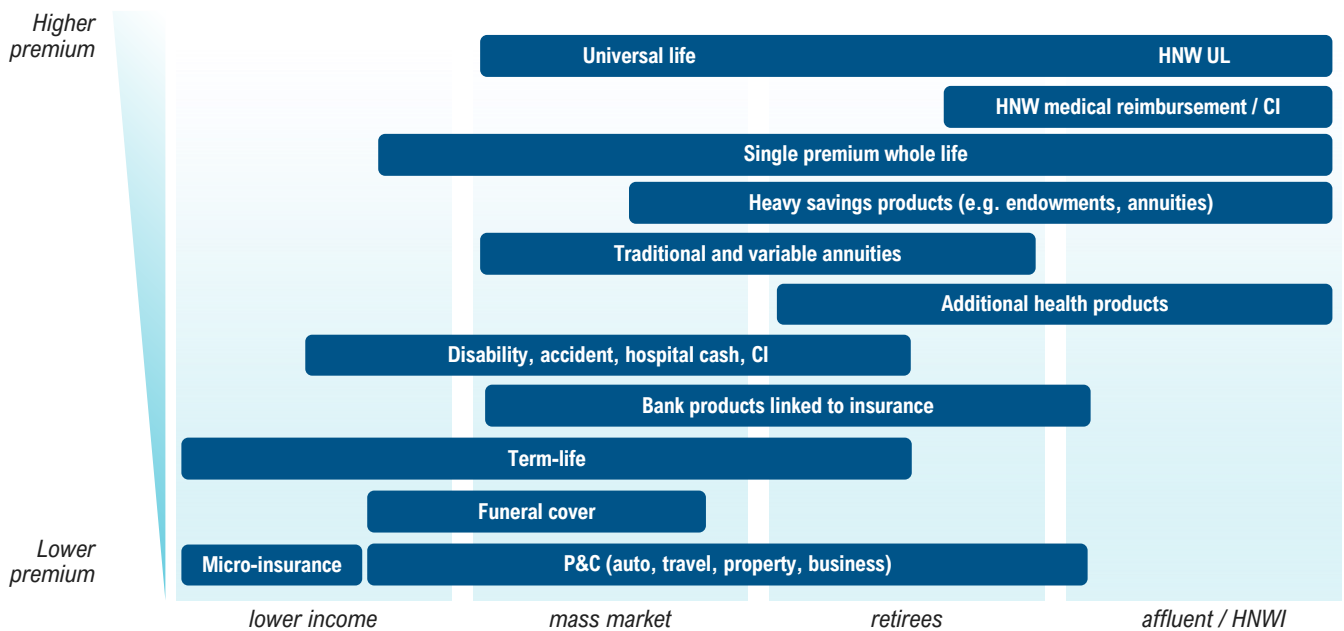 Higher
premium
Universal life
HNW UL
HNW medical reimbursement / CI
Single premium whole life
Heavy savings products (e.g. endowments, annuities)
Traditional and variable annuities
Additional health products
Disability, accident, hospital cash, CI
Bank products linked to insurance
Term-life
Funeral cover
Lower
premium
Micro-insurance
P&C (auto, travel, property, business)
lower income
mass market
retirees
affluent / HNWI